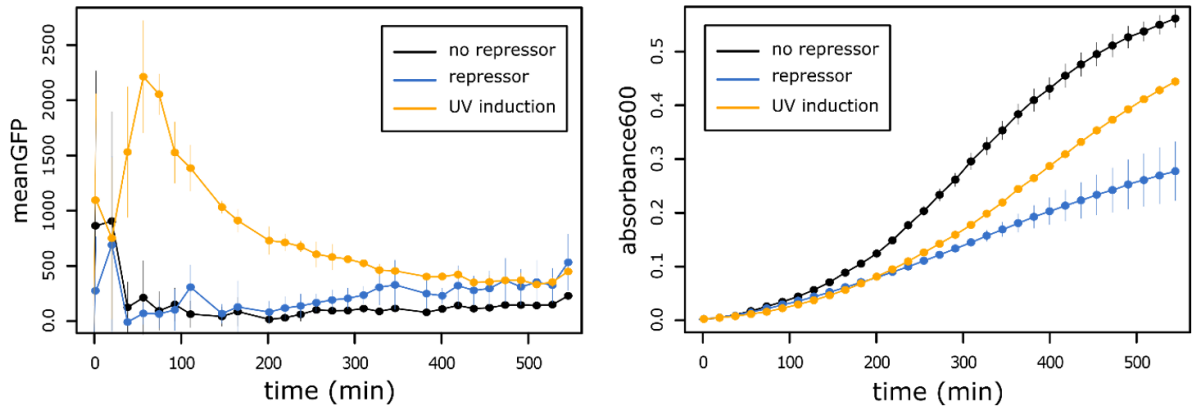 2500
2000
1500
1000
500
0.0
meanGFP
no repressor
repressor
UV induction
0 100 200 300 400 500
time (min)
0.5
0.4
0.3
0.2
0.1
0.0
absorbance600
no repressor
repressor
UV induction
0 100 200 300 400 500
time (min)